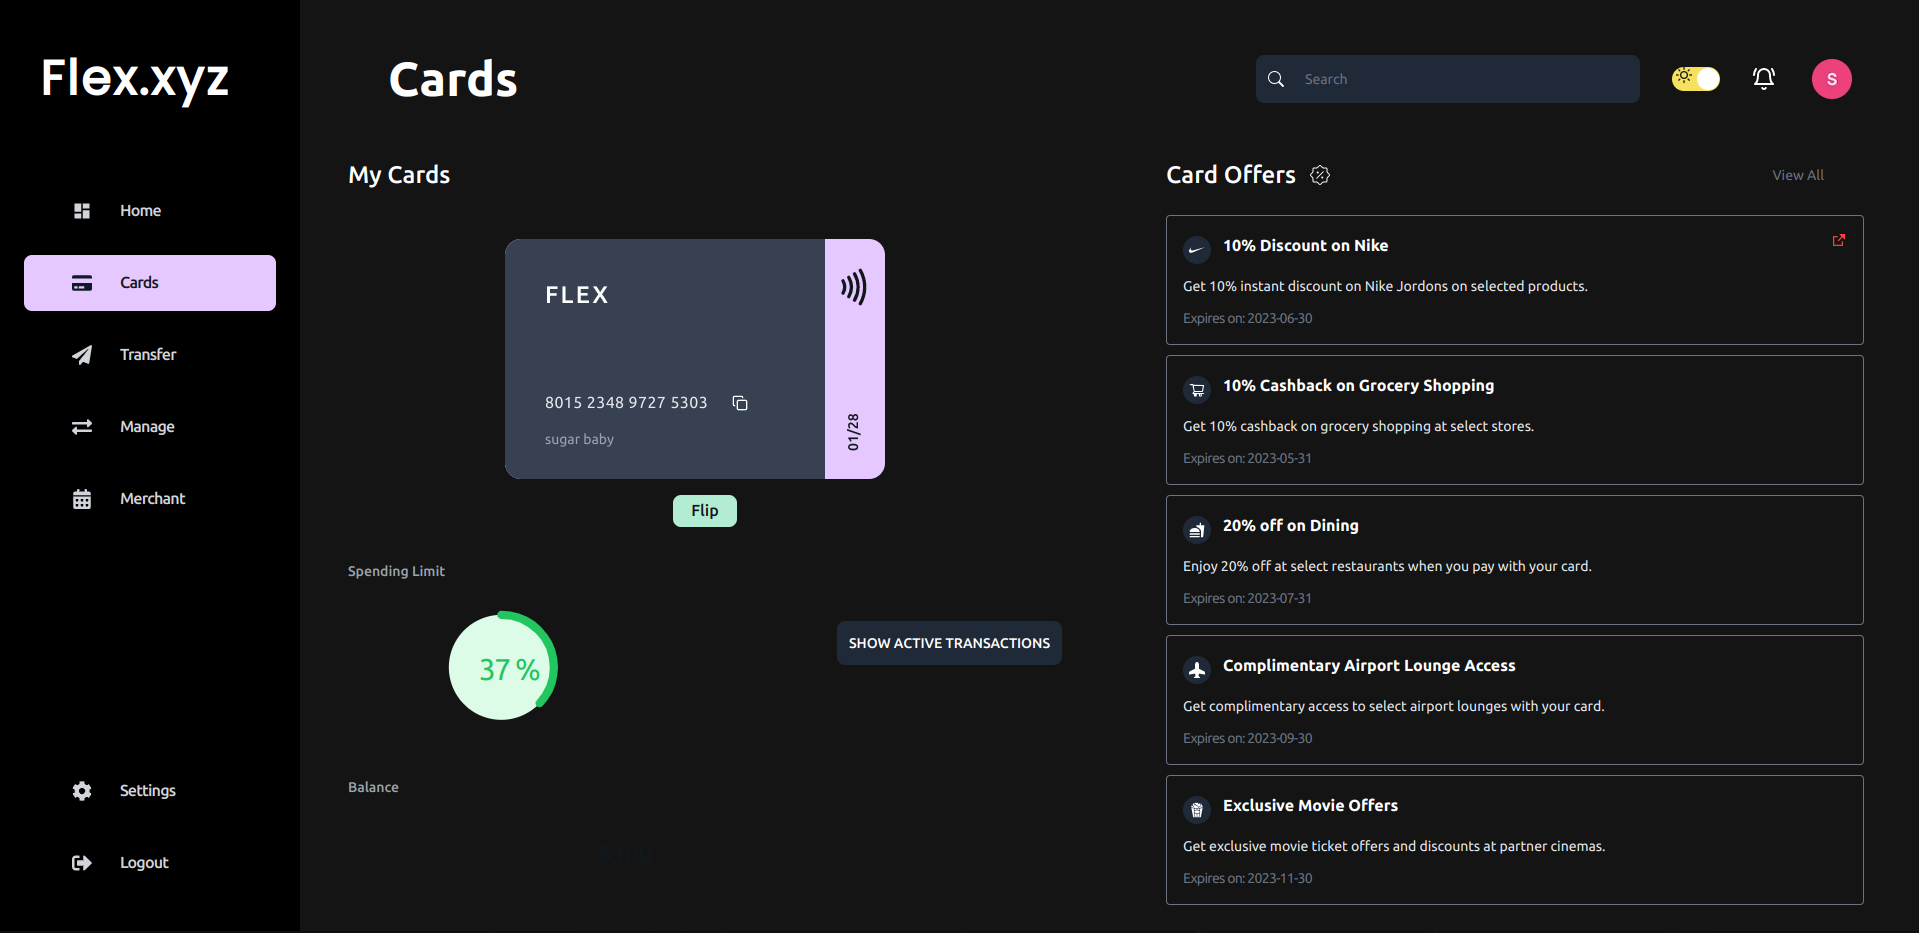 Flex.xyz
Home
Cards
Transfer
Manage
Merchant
Settings
Logout
Cards
Search
S
My Cards
FLEX
8015 2348 9727 5303
sugar baby
01/28
Flip
Spending Limit
37 %
SHOW ACTIVE TRANSACTIONS
Balance
Card Offers
View All
10% Discount on Nike
Get 10% instant discount on Nike Jordons on selected products.
Expires on: 2023-06-30
10% Cashback on Grocery Shopping
Get 10% cashback on grocery shopping at select stores.
Expires on: 2023-05-31
20% off on Dining
Enjoy 20% off at select restaurants when you pay with your card.
Expires on: 2023-07-31
Complimentary Airport Lounge Access
Get complimentary access to select airport lounges with your card.
Expires on: 2023-09-30
Exclusive Movie Offers
Get exclusive movie ticket offers and discounts at partner cinemas.
Expires on: 2023-11-30